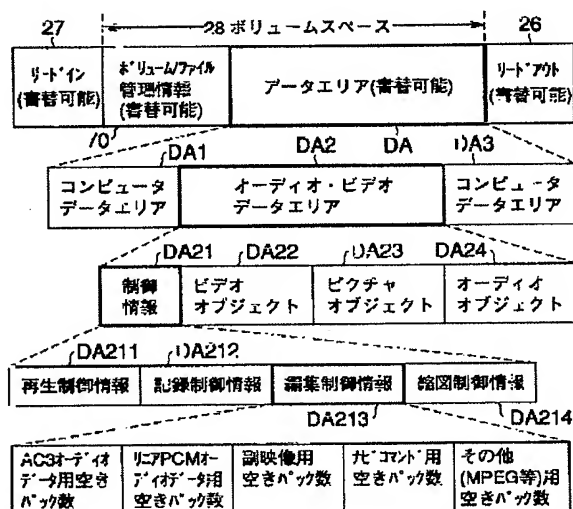 27
28 ボリュームスペース
26
リードイン
(書替可能)
ボリューム/ファイル
管理情報
(書替可能)
データエリア(書替可能)
リードアウト
(書替可能)
70
DA1
DA2
DA
DA3
コンピュータ
データエリア
オーディオ・ビデオ
データエリア
コンピュータ
データエリア
DA21
DA22
DA23
DA24
制御
情報
ビデオ
オブジェクト
ピクチャ
オブジェクト
オーディオ
オブジェクト
DA211
DA212
再生制御情報
記録制御情報
編集制御情報
縮図制御情報
DA213
DA214
AC3オーディオ
データ用空き
パック数
リニアPCMオー
ディオデータ用
空きパック数
副映像用
空きパック数
ナビコマンド用
空きパック数
その他
(MPEG等)用
空きパック数